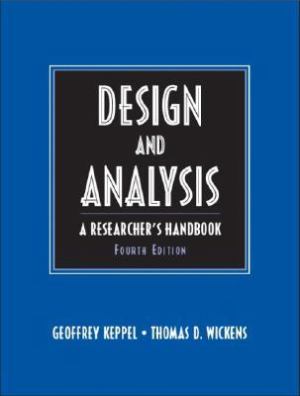 DESIGN
AND
ANALYSIS
A RESEARCHER'S HANDBOOK
FOURTH EDITION
GEOFFREY KEPPEL • THOMAS D. WICKENS